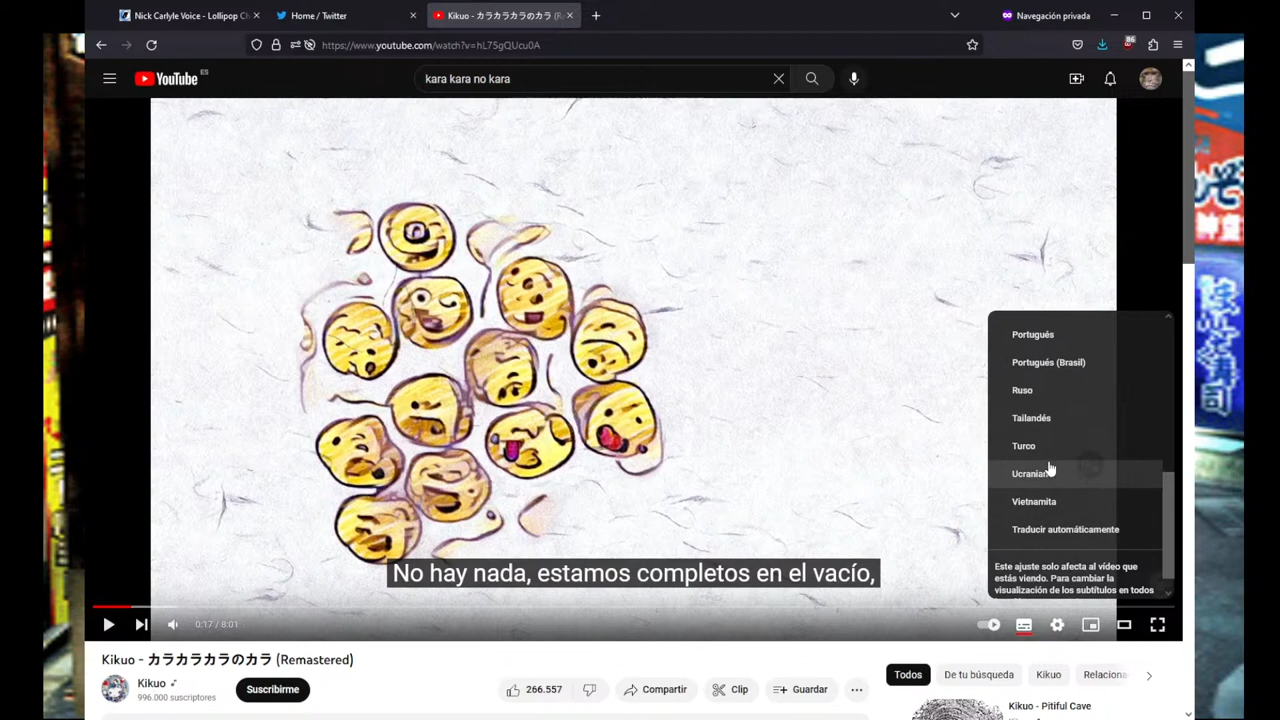 Nick Carlyle Voice - Lollipop Ch
Home / Twitter
Kikuo - カラカラカラのカラ (Re
Navegación privada
https://www.youtube.com/watch?v=hL75gQUcu0A
86
YouTube ES
kara kara no kara
Portugués
Portugués (Brasil)
Ruso
Tailandés
Turco
Ucraniano
Vietnamita
Traducir automáticamente
Este ajuste solo afecta al vídeo que
estás viendo. Para cambiar la
visualización de los subtítulos en todos
No hay nada, estamos completos en el vacío,
0:17 / 8:01
Kikuo - カラカラカラのカラ (Remastered)
Kikuo
996.000 suscriptores
Suscribirme
266.557
Compartir
Clip
Guardar
Todos
De tu búsqueda
Kikuo
Relaciona
Kikuo - Pitiful Cave